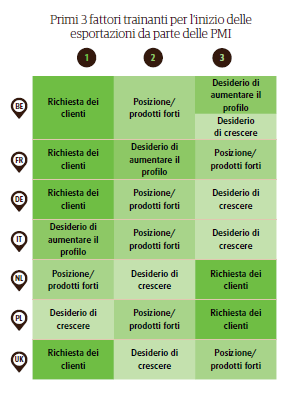 Primi 3 fattori trainanti per l'inizio delle
esportazioni da parte delle PMI
1 2 3
BE
Richiesta dei
clienti
Posizione/
prodotti forti
Desiderio di
aumentare il
profilo
Desiderio
di crescere
FR
Richiesta dei
clienti
Desiderio di
aumentare il
profilo
Posizione/
prodotti forti
DE
Richiesta dei
clienti
Posizione/
prodotti forti
Desiderio di
crescere
IT
Desiderio di
aumentare il
profilo
Posizione/
prodotti forti
Desiderio di
crescere
NL
Posizione/
prodotti forti
Desiderio di
crescere
Richiesta dei
clienti
PL
Desiderio di
crescere
Posizione/
prodotti forti
Richiesta dei
clienti
UK
Richiesta dei
clienti
Desiderio di
crescere
Posizione/
prodotti forti